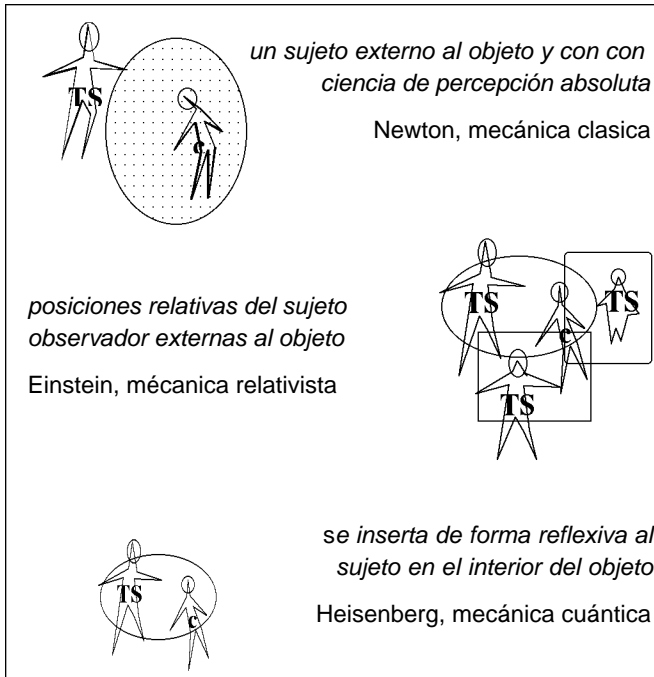 un sujeto externo al objeto y con con
ciencia de percepción absoluta
TS
c
Newton, mecánica clasica
posiciones relativas del sujeto
observador externas al objeto
Einstein, mécanica relativista
TS
TS
c
TS
se inserta de forma reflexiva al
sujeto en el interior del objeto
Heisenberg, mecánica cuántica
TS
c